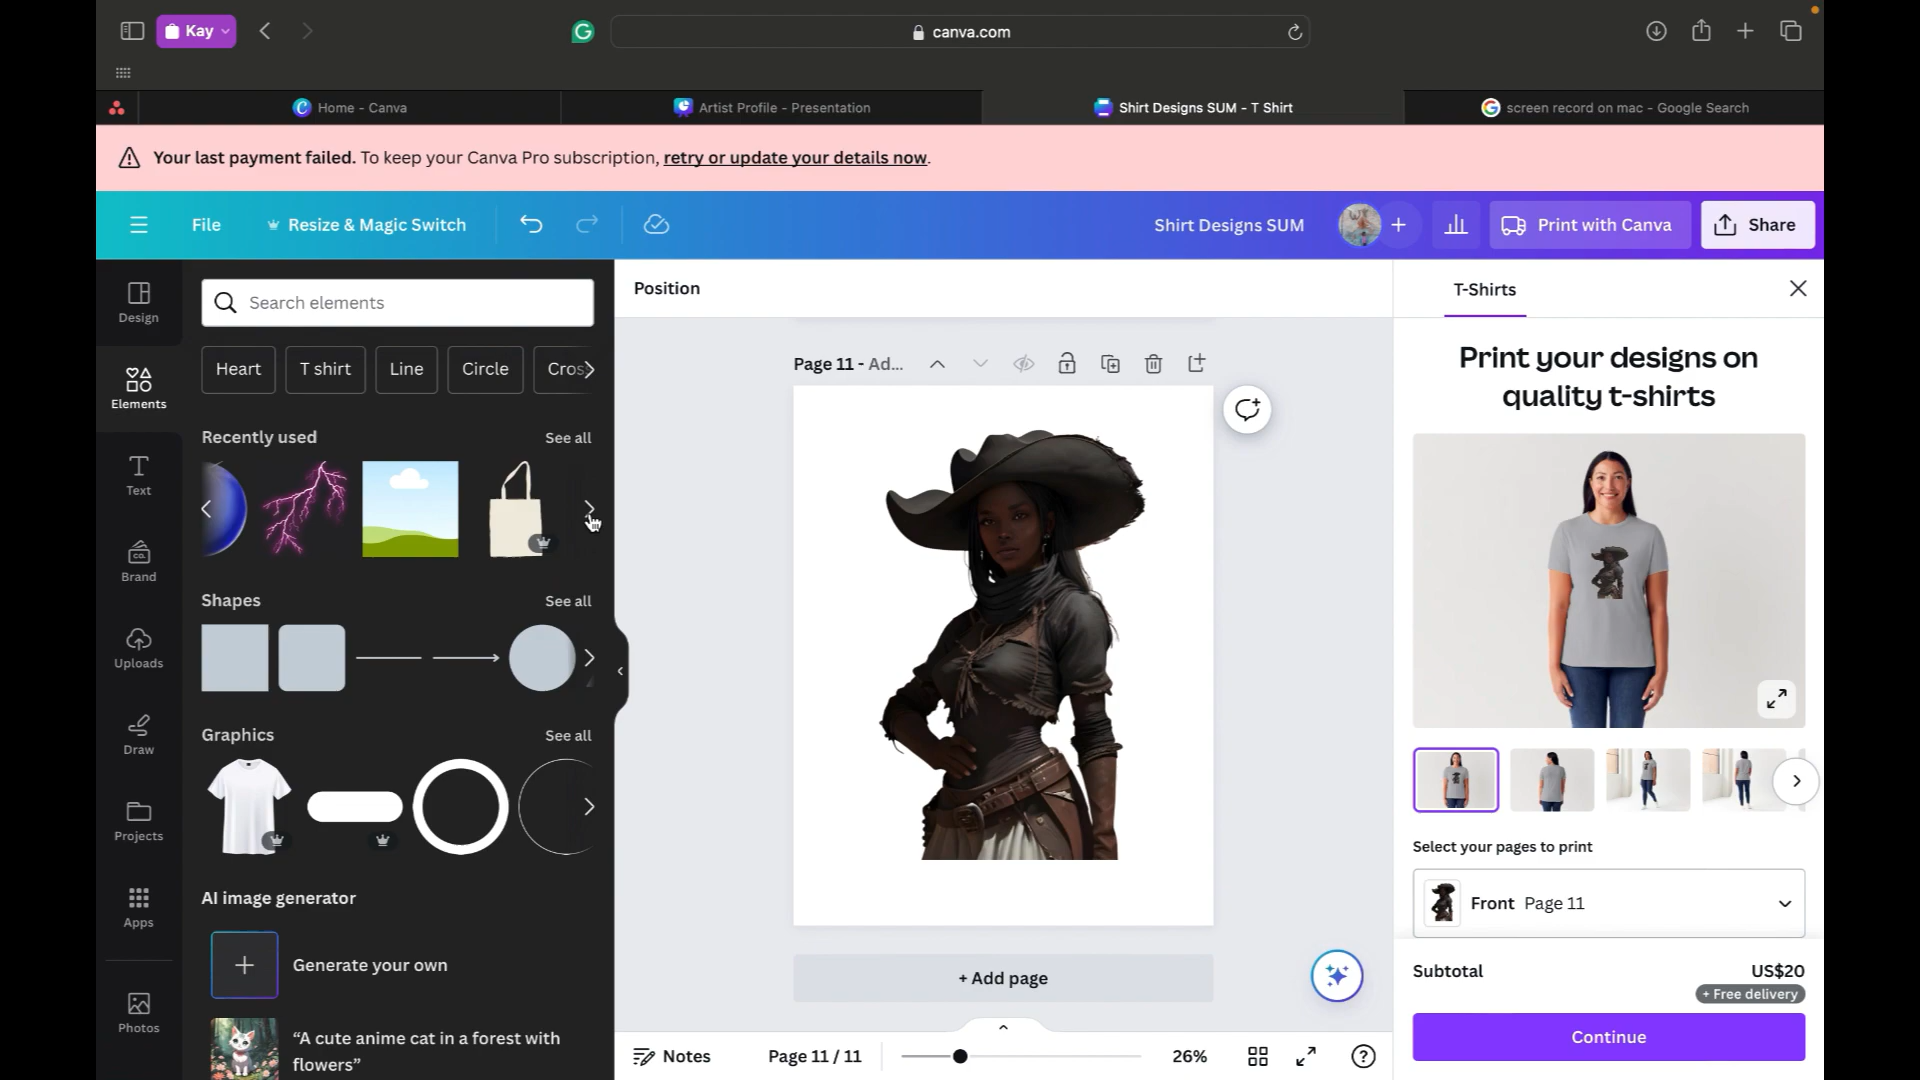 Kay
canva.com
Home - Canva
Artist Profile - Presentation
Shirt Designs SUM - T Shirt
screen record on mac - Google Search
Your last payment failed. To keep your Canva Pro subscription, retry or update your details now.
File
Resize & Magic Switch
Shirt Designs SUM
Print with Canva
Share
Design
Elements
Text
Brand
Uploads
Draw
Projects
Apps
Photos
Search elements
Heart
T shirt
Line
Circle
Cros
Recently used
See all
Shapes
See all
Graphics
See all
AI image generator
Generate your own
“A cute anime cat in a forest with
flowers”
Position
Page 11 - Ad...
+ Add page
Notes
Page 11 / 11
26%
T-Shirts
Print your designs on
quality t-shirts
Select your pages to print
Front Page 11
Subtotal
US$20
+ Free delivery
Continue